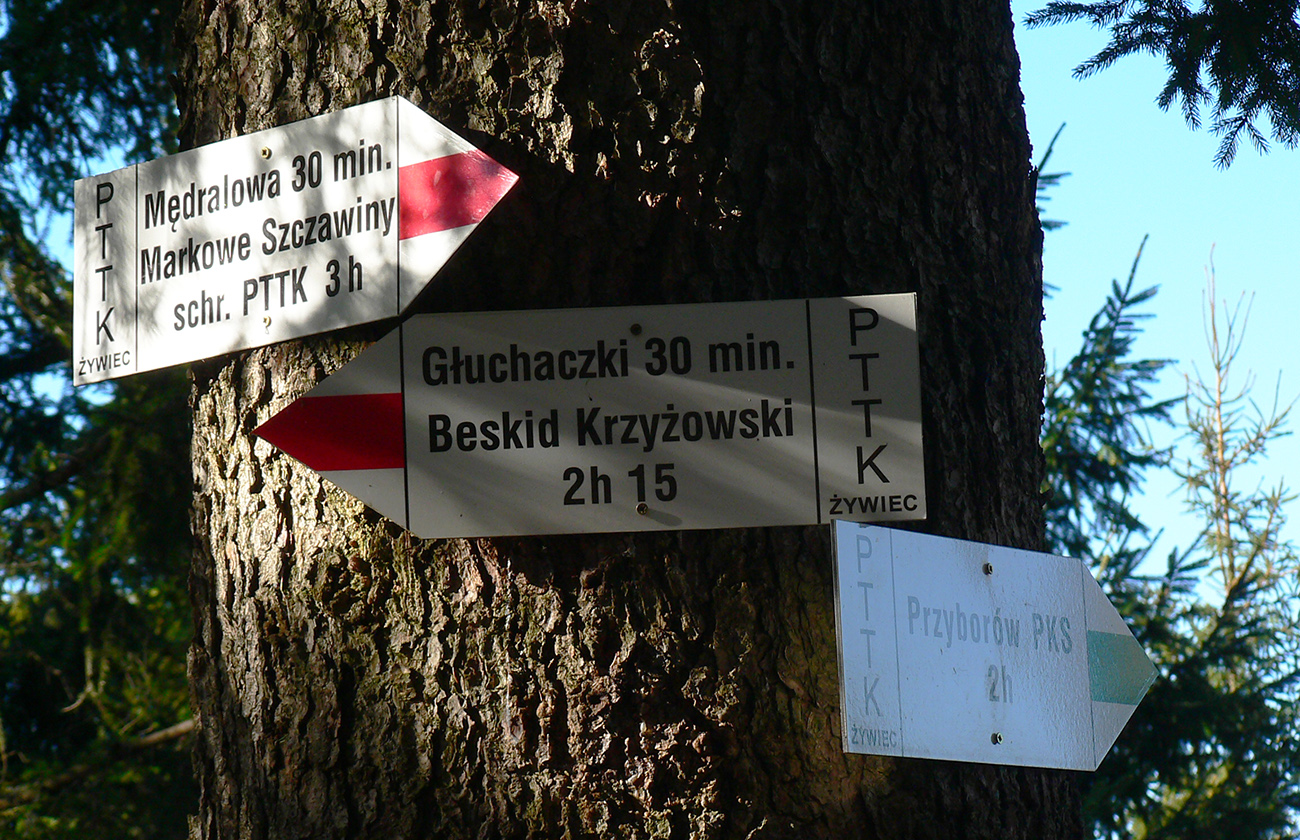 PTTK
ŻYWIEC
Mędralowa 30 min.
Markowe Szczawiny
schr. PTTK 3 h
Głuchaczki 30 min.
Beskid Krzyżowski
2h 15
PTTK
ŻYWIEC
PTTK
ŻYWIEC
Przyborów PKS
2h